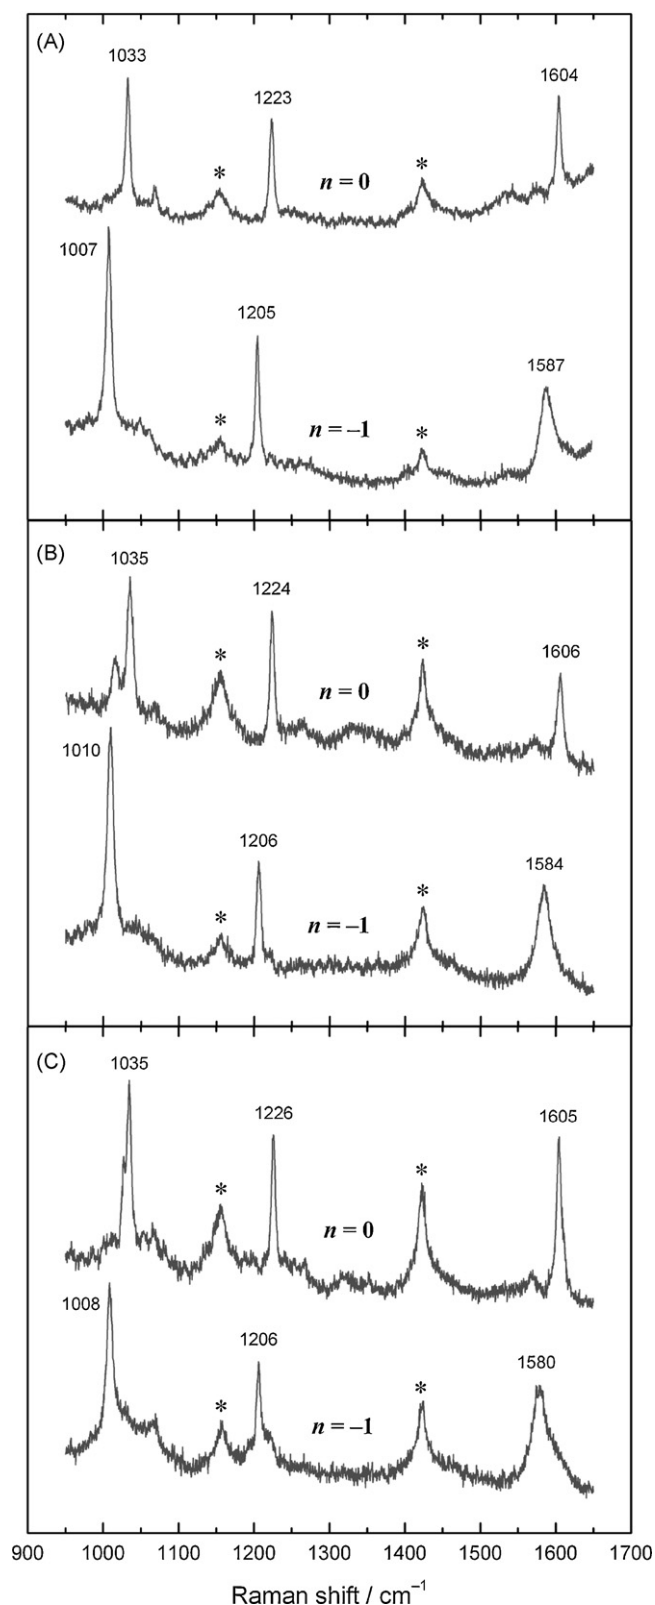 (A)
1033
1223
1604
*
*
n = 0
1007
1205
1587
*
*
n = –1
(B)
1035
1224
1606
*
*
n = 0
1010
1206
1584
*
*
n = –1
(C)
1035
1226
1605
*
*
n = 0
1008
1206
1580
*
*
n = –1
900 1000 1100 1200 1300 1400 1500 1600 1700
Raman shift / cm⁻¹